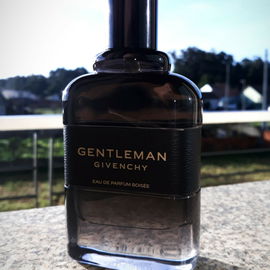 GENTLEMAN
GIVENCHY
EAU DE PARFUM BOISÉE